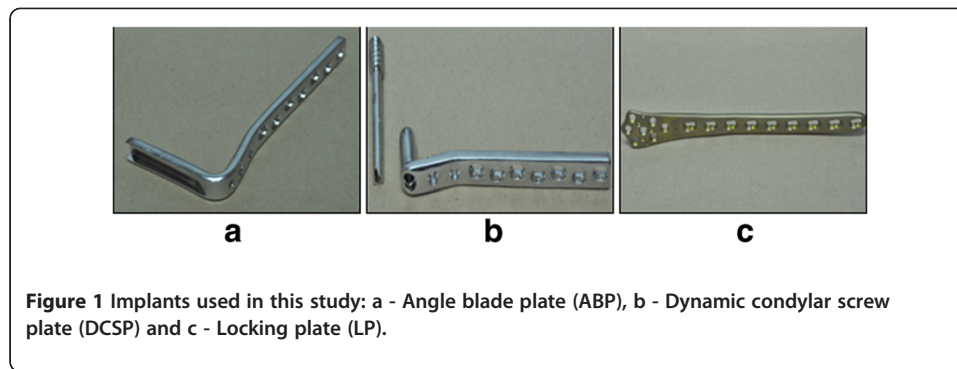 a b c
Figure 1 Implants used in this study: a - Angle blade plate (ABP), b - Dynamic condylar screw
plate (DCSP) and c - Locking plate (LP).